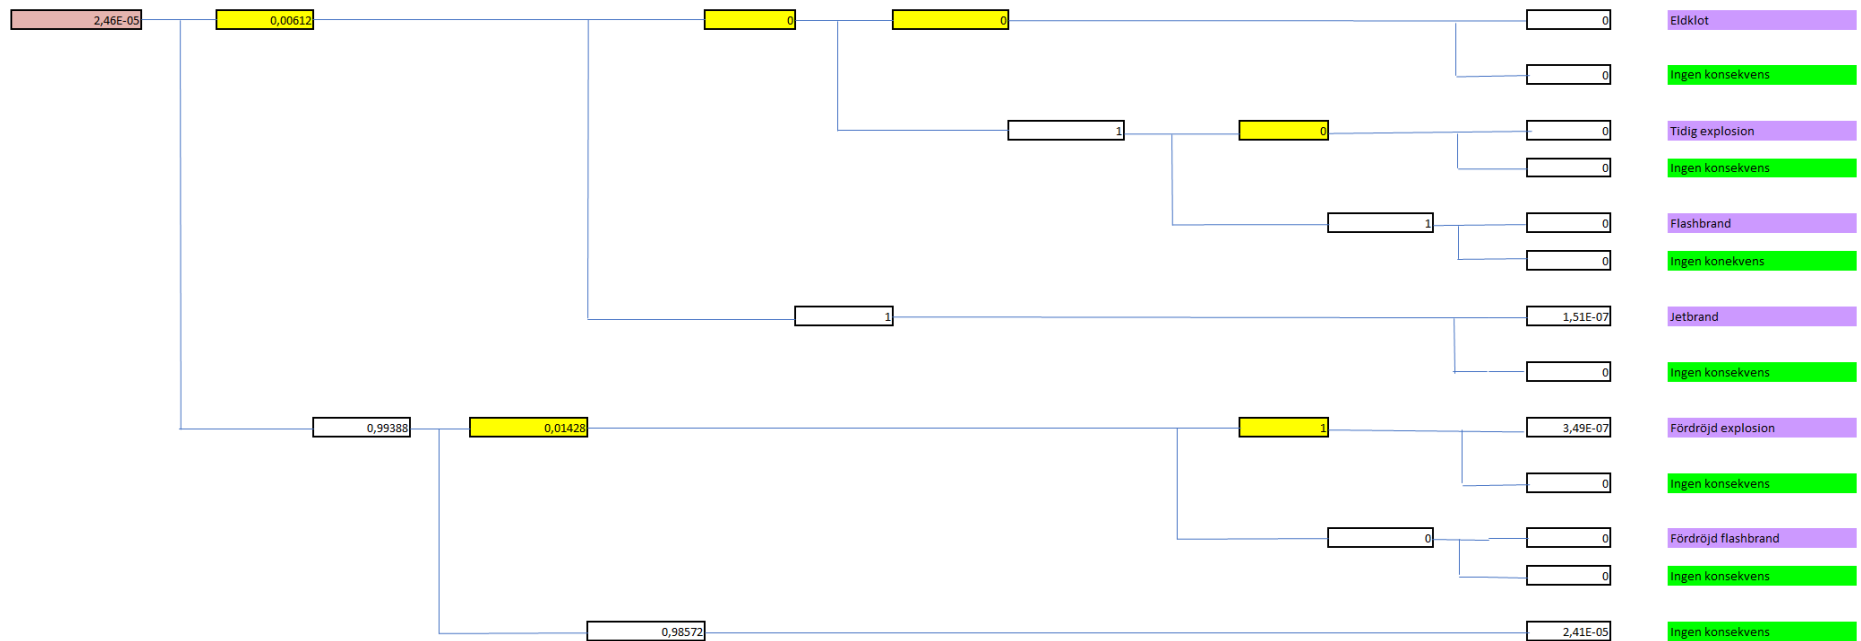 2,46E-05 0,00612 0 0 0 Eldklot
0 Ingen konsekvens
1 0 0 Tidig explosion
0 Ingen konsekvens
1 0 Flashbrand
0 Ingen konekvens
1 1,51E-07 Jetbrand
0 Ingen konsekvens
0,99388 0,01428 1 3,49E-07 Fördröjd explosion
0 Ingen konsekvens
0 0 Fördröjd flashbrand
0 Ingen konsekvens
0,98572 2,41E-05 Ingen konsekvens